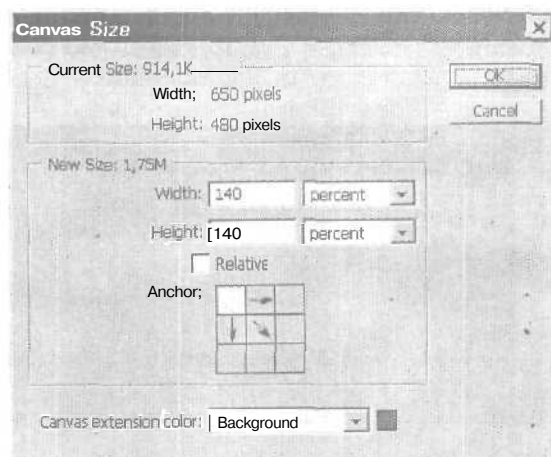 Canvas Size
Current Size: 914,1K
OK
Width; 650 pixels
Cancel
Height: 480 pixels
New Size: 1,75M
Width: 140 percent
Height: [140 percent
Relative
Anchor;
Canvas extension color: | Background